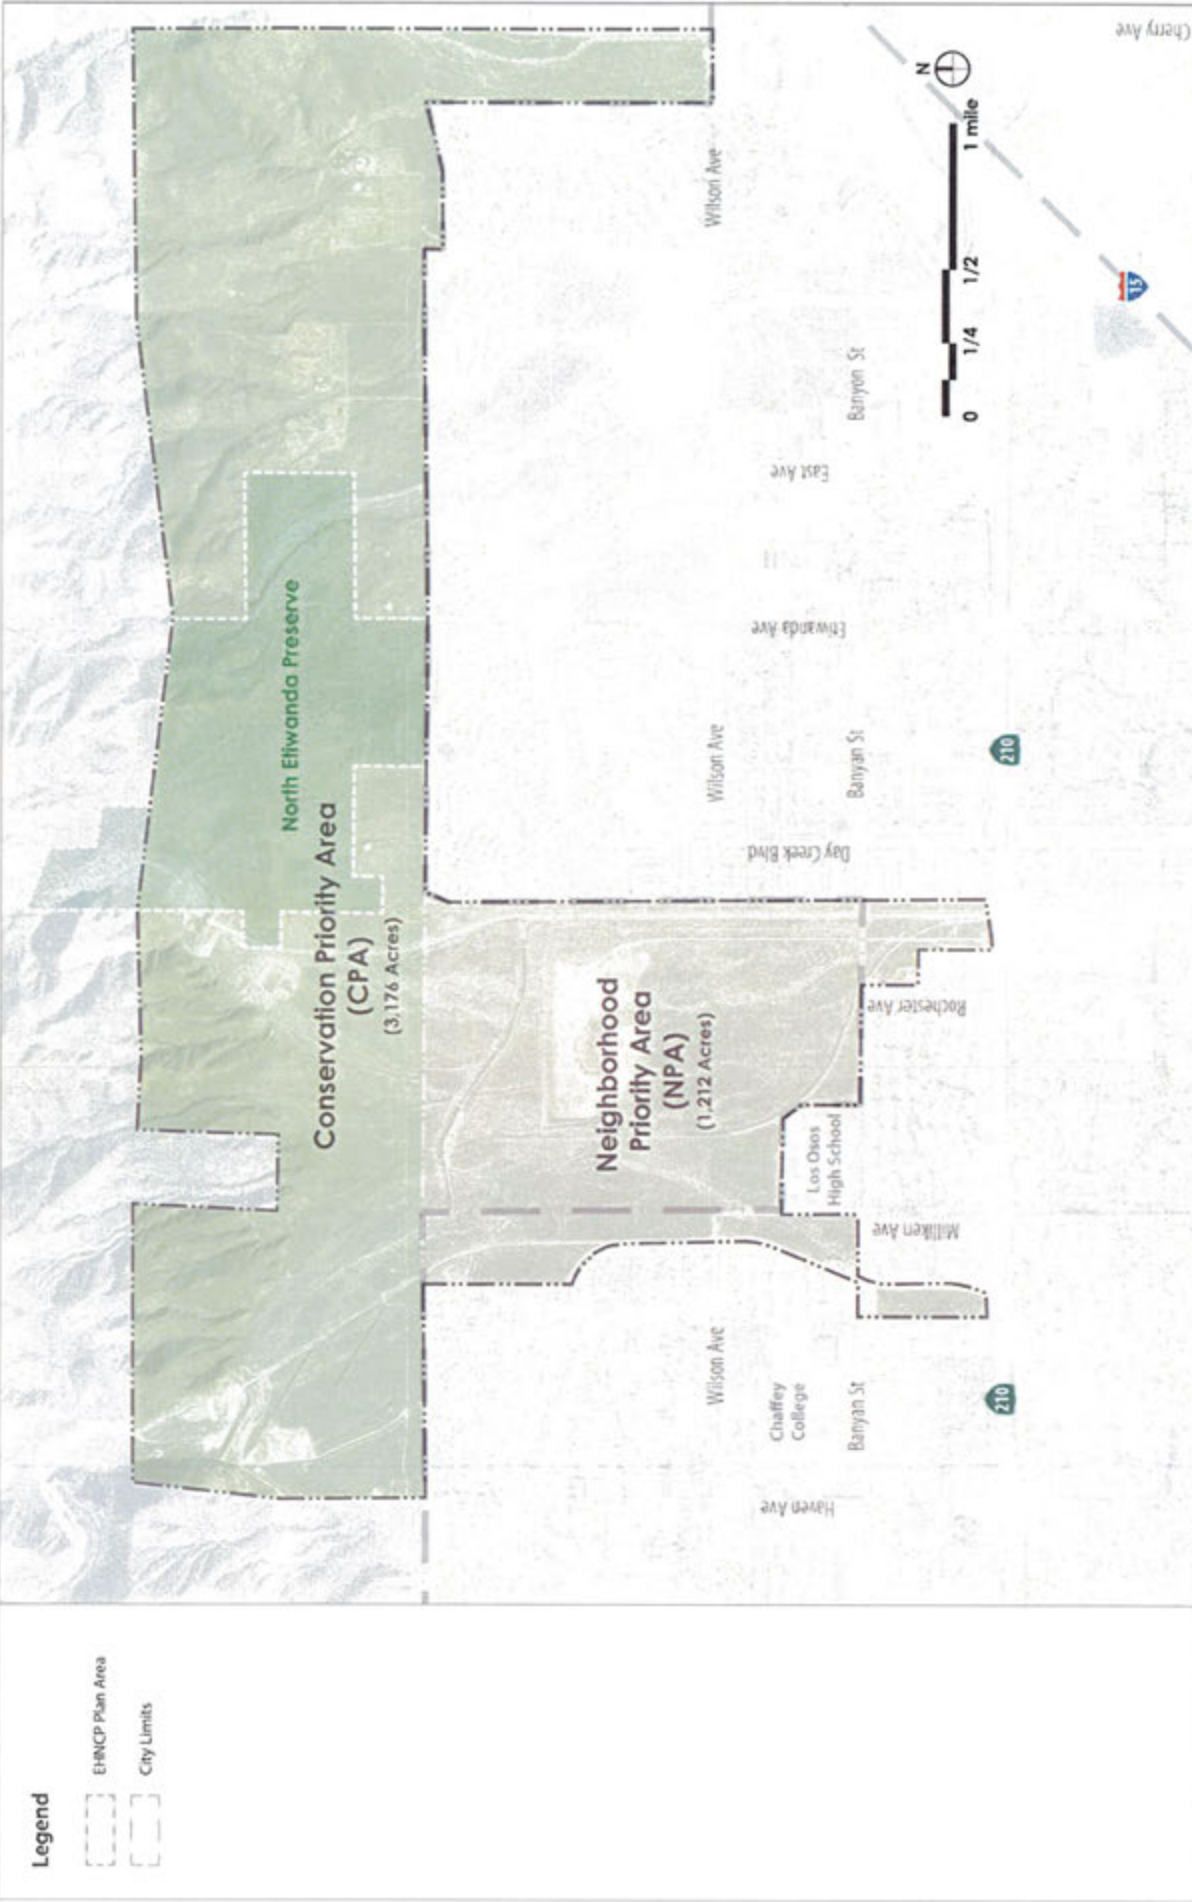 Legend
EHNCP Plan Area
City Limits
North Etiwanda Preserve
Conservation Priority Area
(CPA)
(3,176 Acres)
Neighborhood
Priority Area
(NPA)
(1,212 Acres)
Los Osos
High School
Chaffey
College
Haven Ave
Wilson Ave
Banyan St
Milliken Ave
Rochester Ave
Day Creek Blvd
Wilson Ave
Banyan St
Etiwanda Ave
East Ave
Banyon St
Wilson Ave
Cherry Ave
210
210
15
N
0
1/4
1/2
1 mile